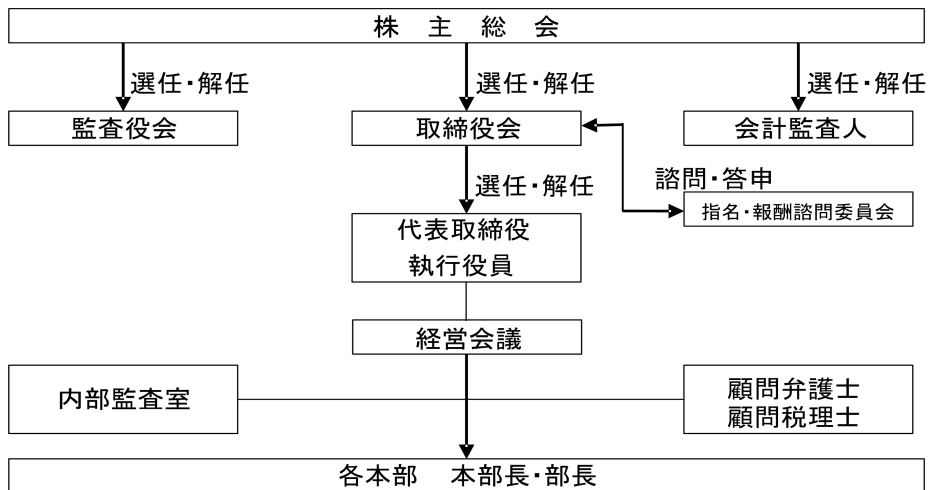 株 主 総 会
選任・解任
選任・解任
選任・解任
監査役会
取締役会
会計監査人
諮問・答申
選任・解任
指名・報酬諮問委員会
代表取締役
執行役員
経営会議
内部監査室
顧問弁護士
顧問税理士
各本部 本部長・部長